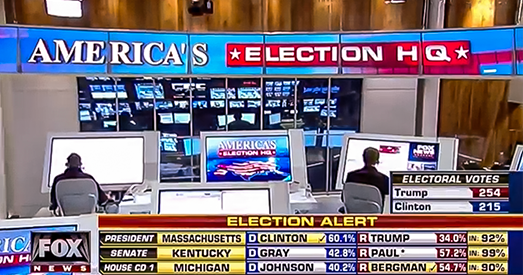 AMERICA'S ★ ELECTION HQ ★
AMERICA'S
ELECTION HQ
ELECTORAL VOTES
Trump 254
Clinton 215
ELECTION ALERT
PRESIDENT MASSACHUSETTS D CLINTON ✓ 60.1% R TRUMP 34.0% IN: 92%
SENATE KENTUCKY D GRAY 42.8% R PAUL* 57.2% IN: 99%
HOUSE CD 1 MICHIGAN D JOHNSON 40.2% R BERGMAN ✓ 54.7% IN: 90%
FOX
NEWS